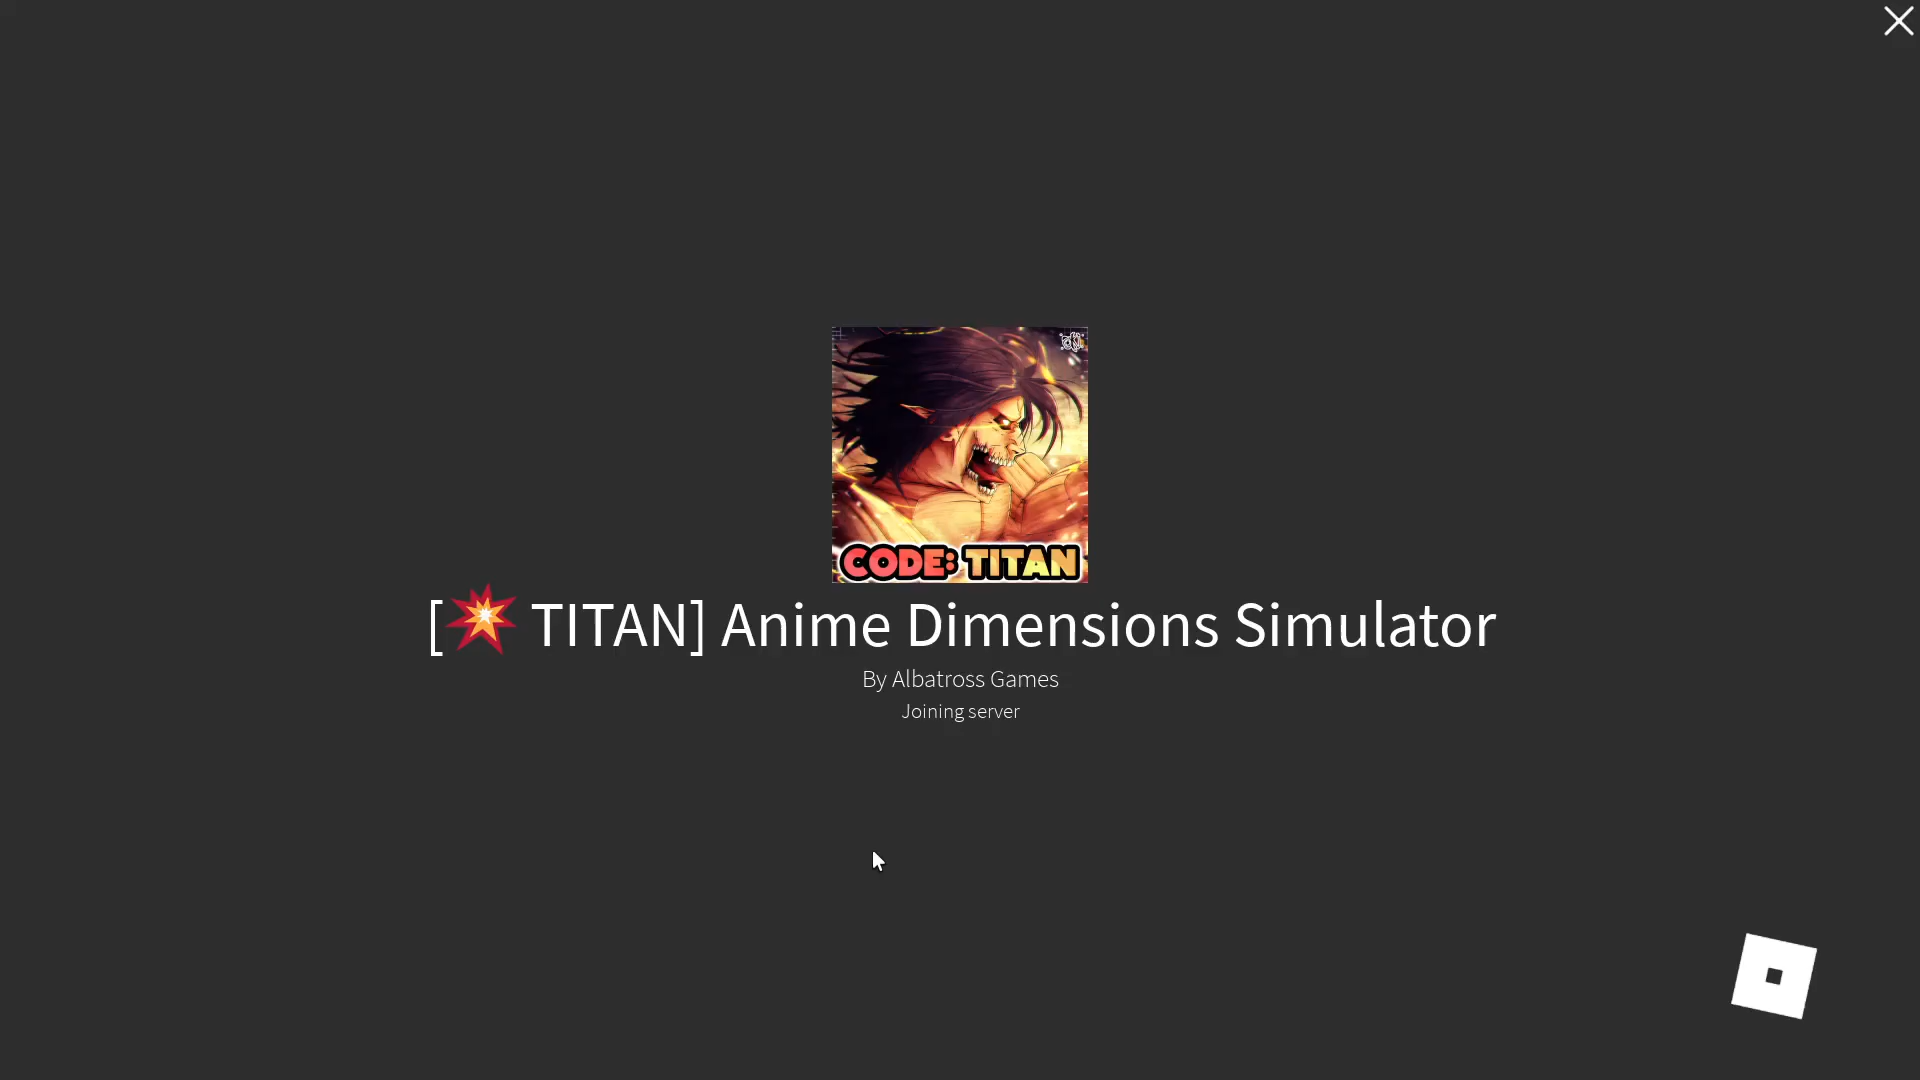 CODE: TITAN
[💥 TITAN] Anime Dimensions Simulator
By Albatross Games
Joining server